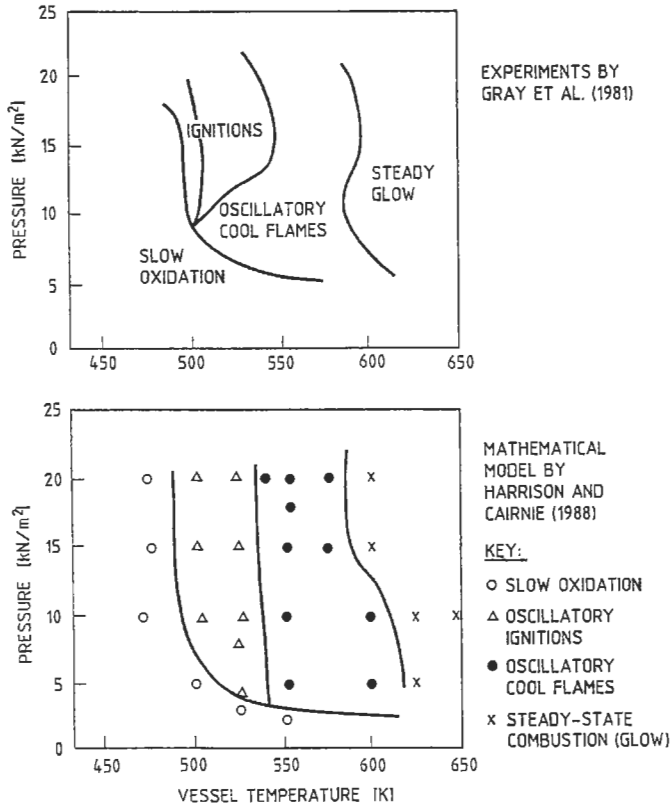 25
20
15
10
5
0
PRESSURE [kN/m²]
450
500
550
600
650
IGNITIONS
STEADY
GLOW
OSCILLATORY
COOL FLAMES
SLOW
OXIDATION
EXPERIMENTS BY
GRAY ET AL. (1981)
25
20
15
10
5
0
PRESSURE [kN/m²]
450
500
550
600
650
VESSEL TEMPERATURE [K]
MATHEMATICAL
MODEL BY
HARRISON AND
CAIRNIE (1988)
KEY:
○ SLOW OXIDATION
△ OSCILLATORY
IGNITIONS
● OSCILLATORY
COOL FLAMES
x STEADY-STATE
COMBUSTION (GLOW)